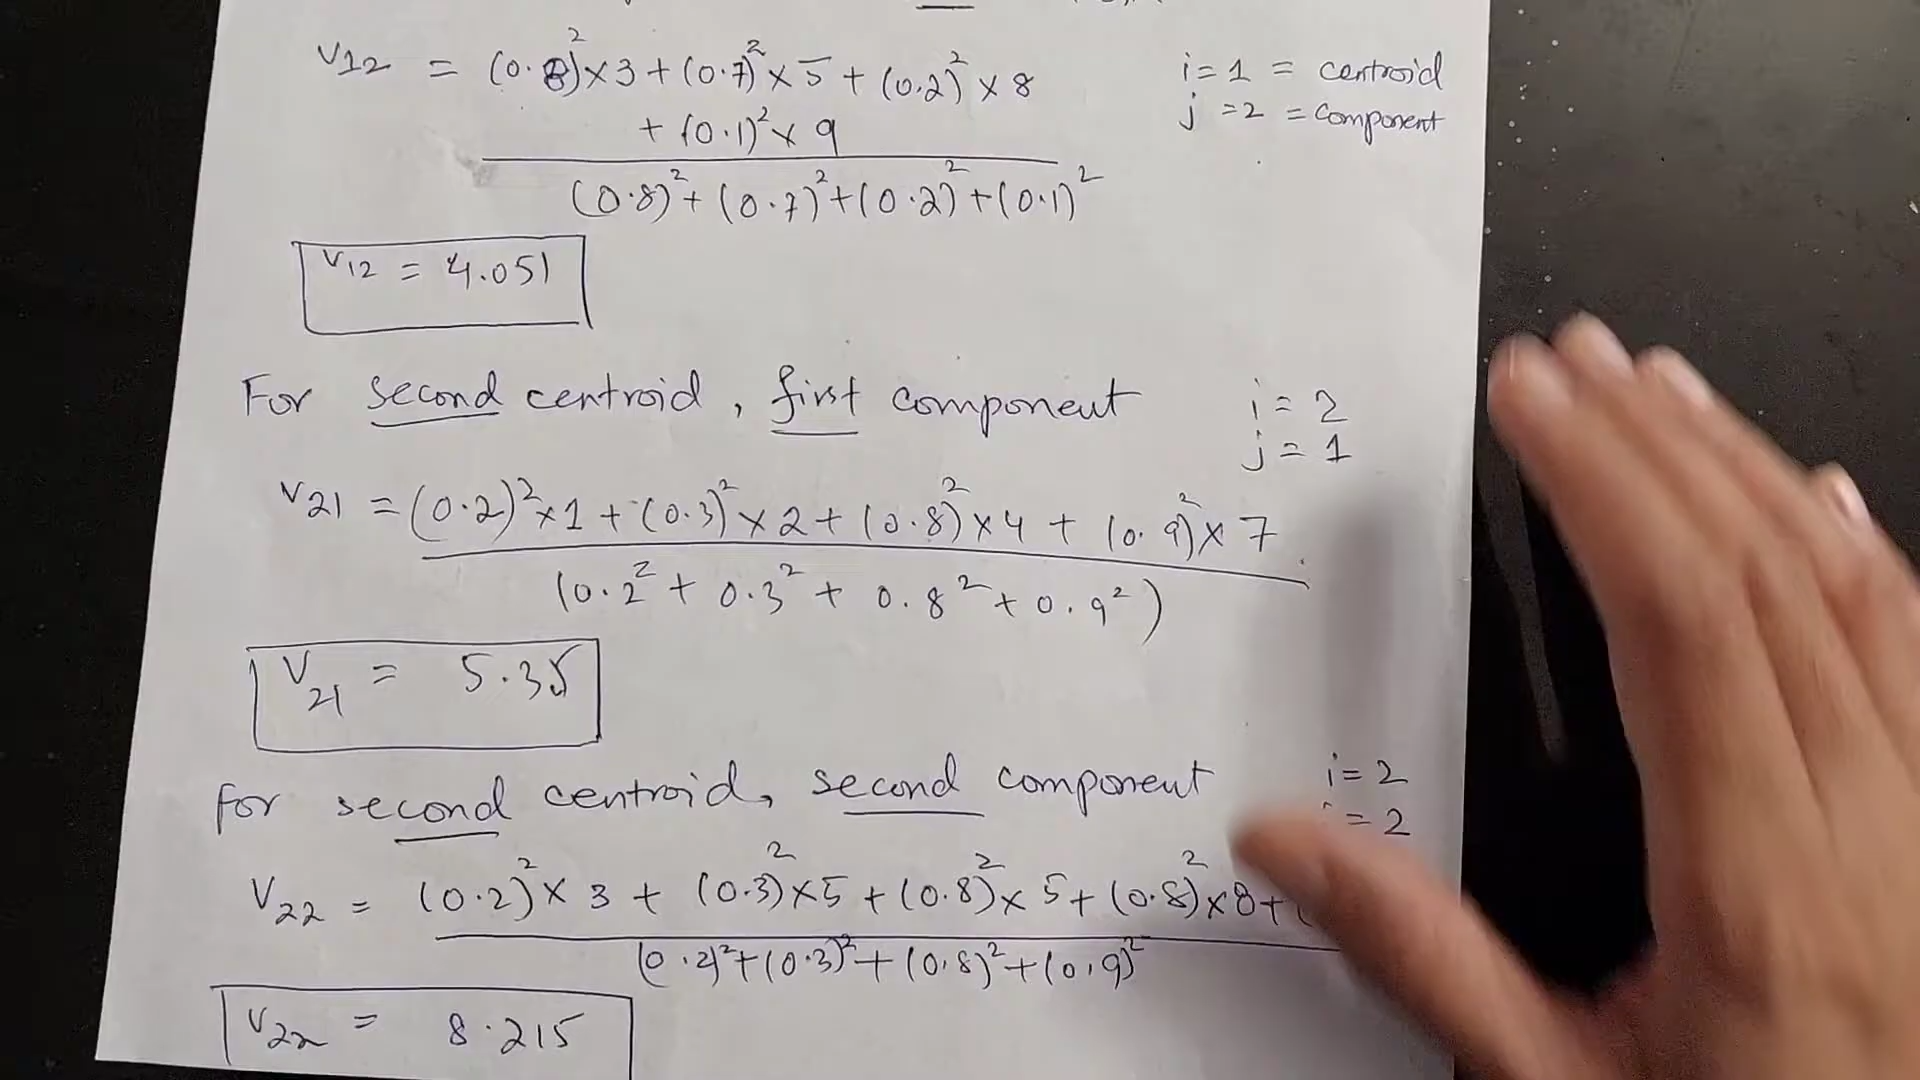 v12 = (0.8)²×3+(0.7)²×5+(0.2)²×8
+(0.1)²×9
(0.8)²+(0.7)²+(0.2)²+(0.1)²
i=1 = centroid
j=2 = component
v12 = 4.051
For second centroid, first component
i=2
j=1
v21 = (0.2)²×1+(0.3)²×2+(0.8)²×4+(0.9)²×7
(0.2²+0.3²+0.8²+0.9²)
v21 = 5.35
for second centroid, second component
i=2
=2
V22 = (0.2)²×3+(0.3)²×5+(0.8)²×5+(0.8)²×8+(
(0.2)²+(0.3)²+(0.8)²+(0.9)²
V22 = 8.215